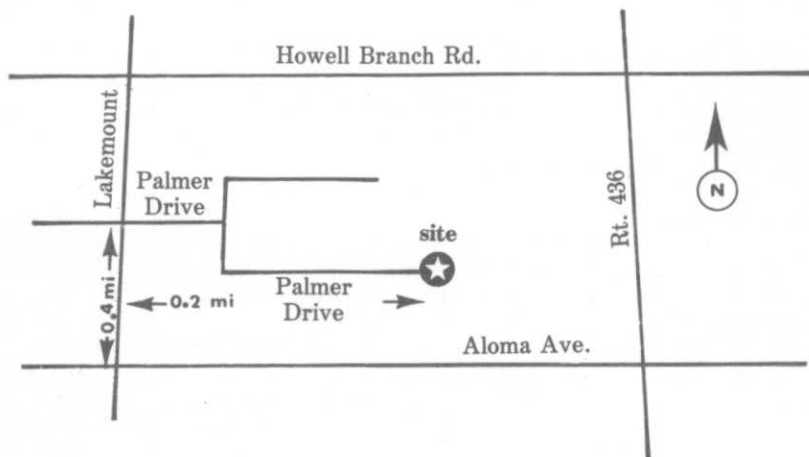 Howell Branch Rd.
Lakemount
Palmer
Drive
Rt. 436
N
site
0.4 mi
0.2 mi
Palmer
Drive
Aloma Ave.